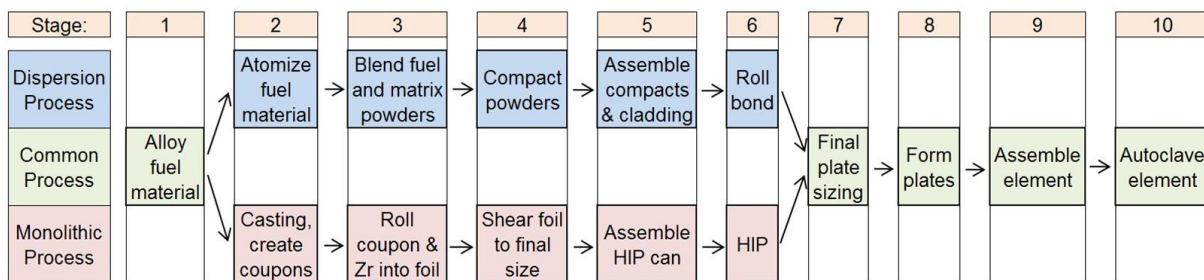 Stage:
1
2
3
4
5
6
7
8
9
10
Dispersion
Process
Atomize
fuel
material
Blend fuel
and matrix
powders
Compact
powders
Assemble
compacts
& cladding
Roll
bond
Common
Process
Alloy
fuel
material
Final
plate
sizing
Form
plates
Assemble
element
Autoclave
element
Monolithic
Process
Casting,
create
coupons
Roll
coupon &
Zr into foil
Shear foil
to final
size
Assemble
HIP can
HIP